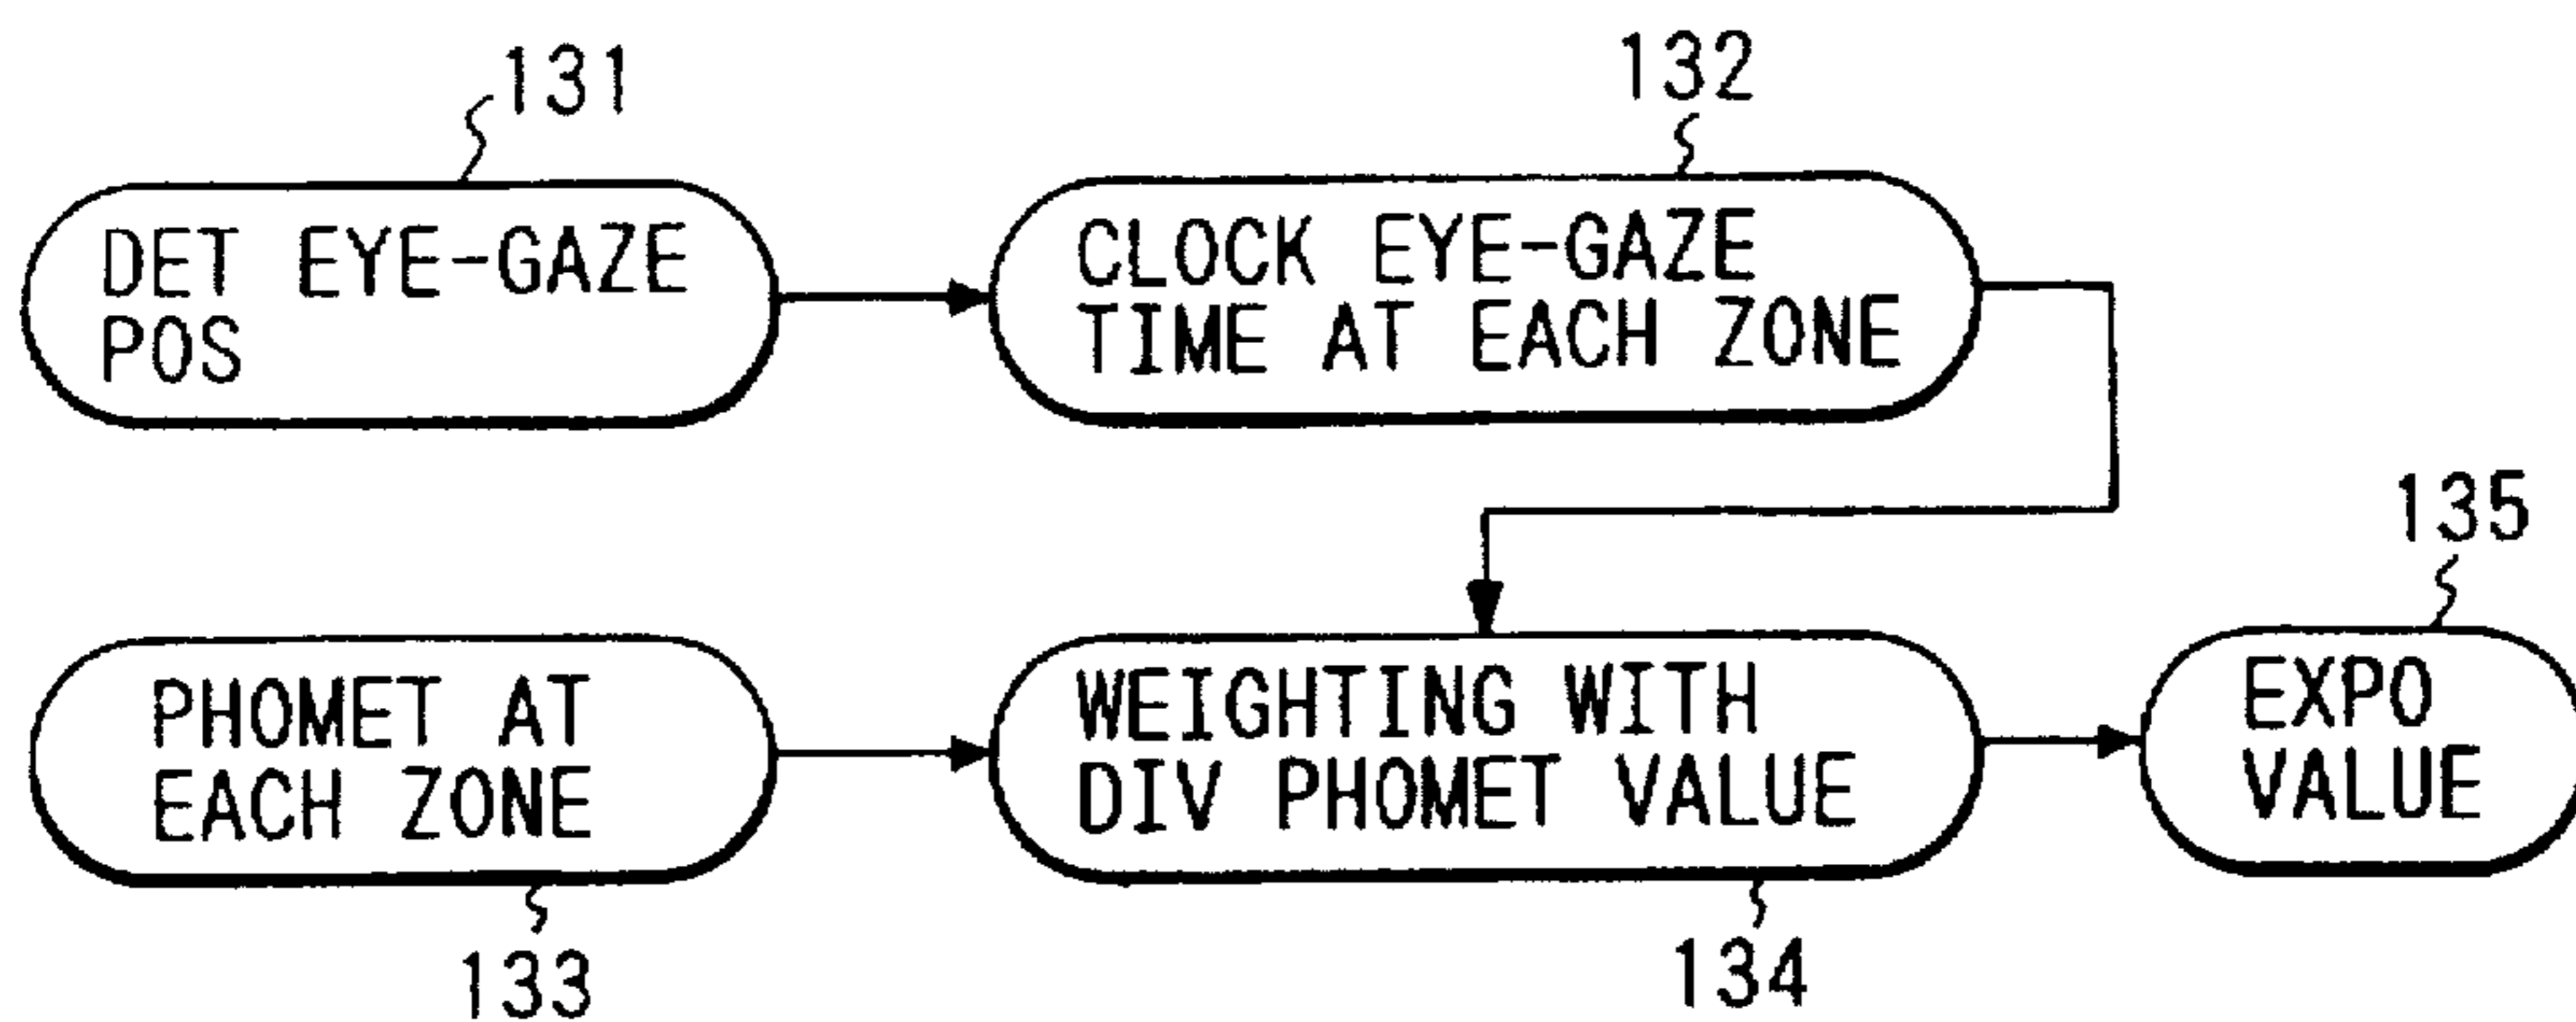 131
132
DET EYE-GAZE
POS
CLOCK EYE-GAZE
TIME AT EACH ZONE
135
PHOMET AT
EACH ZONE
WEIGHTING WITH
DIV PHOMET VALUE
EXPO
VALUE
133
134